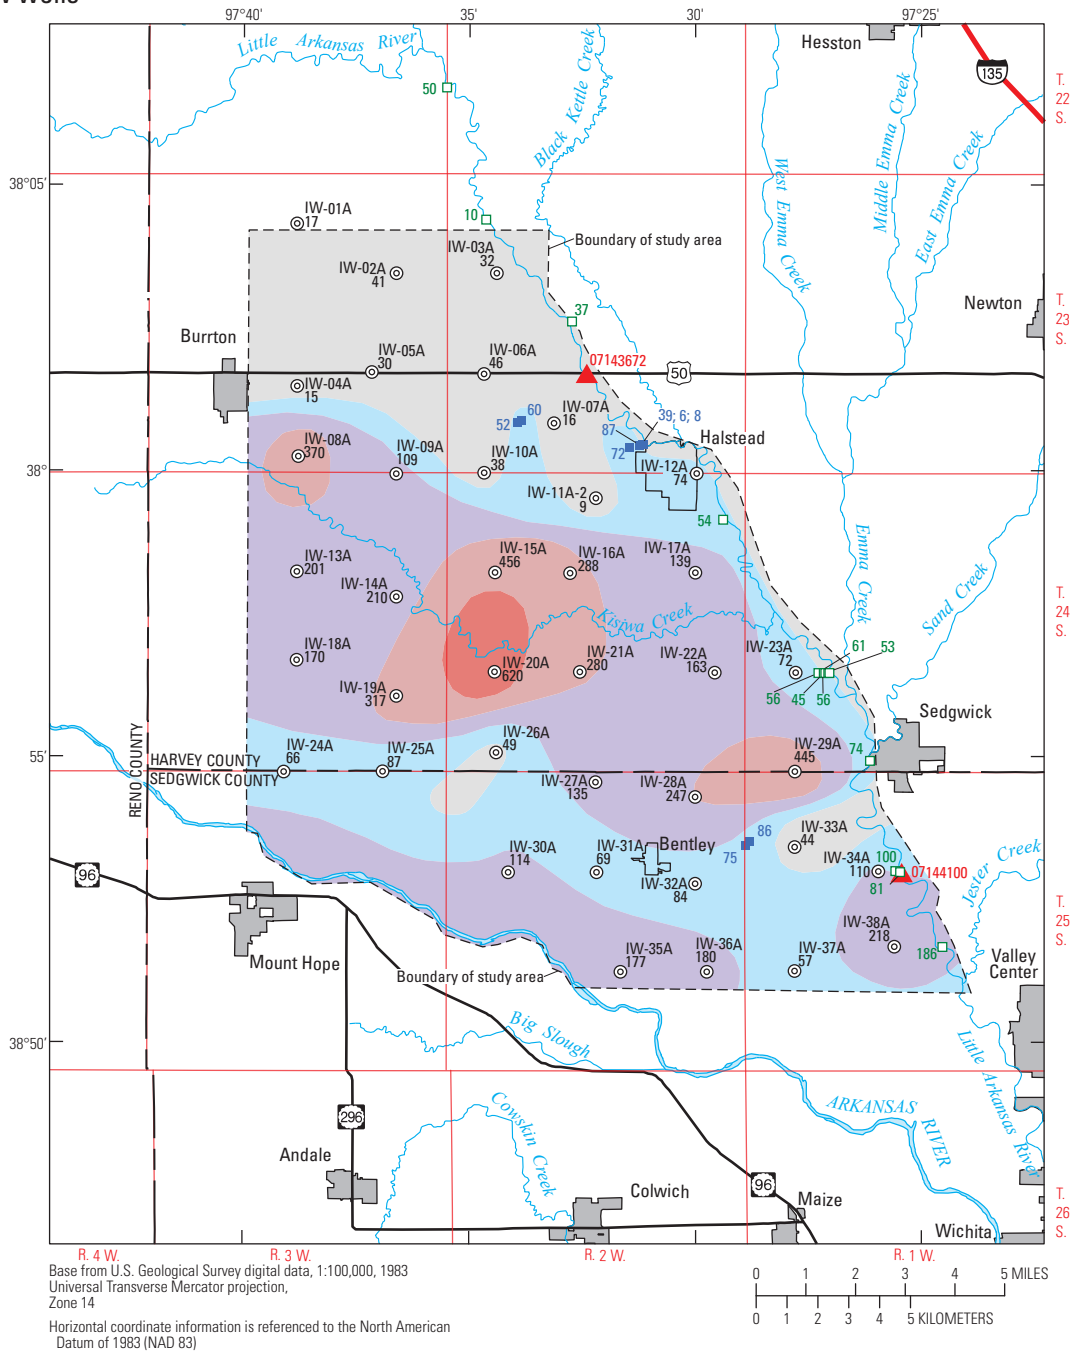 97°40′
35′
30′
97°25′
Little Arkansas River
Hesston
135
T.
22
S.
50
Black Kettle Creek
Middle Emma Creek
East Emma Creek
West Emma Creek
38°05′
IW-01A
17
10
Boundary of study area
IW-03A
32
IW-02A
41
T.
23
S.
Newton
37
Burrton
07143672
IW-05A
30
IW-06A
46
50
IW-04A
15
60
52
IW-07A
16
39; 6; 8
87
72
Halstead
IW-08A
370
IW-09A
109
IW-10A
38
IW-12A
74
38°
IW-11A-2
9
54
Emma Creek
IW-13A
201
IW-14A
210
IW-15A
456
IW-16A
288
IW-17A
139
Sand Creek
T.
24
S.
Kisiwa Creek
IW-18A
170
IW-20A
620
IW-21A
280
IW-22A
163
IW-23A
72
61
53
56
45
56
IW-19A
317
Sedgwick
74
RENO COUNTY
HARVEY COUNTY
SEDGWICK COUNTY
55′
IW-24A
66
IW-25A
87
IW-26A
49
IW-29A
445
IW-27A
135
IW-28A
247
86
75
IW-33A
44
Bentley
IW-30A
114
IW-31A
69
IW-32A
84
IW-34A
110
100
81
07144100
Jester Creek
96
T.
25
S.
IW-38A
218
186
Mount Hope
IW-35A
177
IW-36A
180
IW-37A
57
Valley
Center
Boundary of study area
38°50′
Big Slough
Little Arkansas River
ARKANSAS
RIVER
296
Cowskin Creek
Andale
Colwich
96
Maize
Wichita
T.
26
S.
R. 4 W.
R. 3 W.
R. 2 W.
R. 1 W.
Base from U.S. Geological Survey digital data, 1:100,000, 1983
Universal Transverse Mercator projection,
Zone 14
Horizontal coordinate information is referenced to the North American
Datum of 1983 (NAD 83)
0 1 2 3 4 5 MILES
0 1 2 3 4 5 KILOMETERS